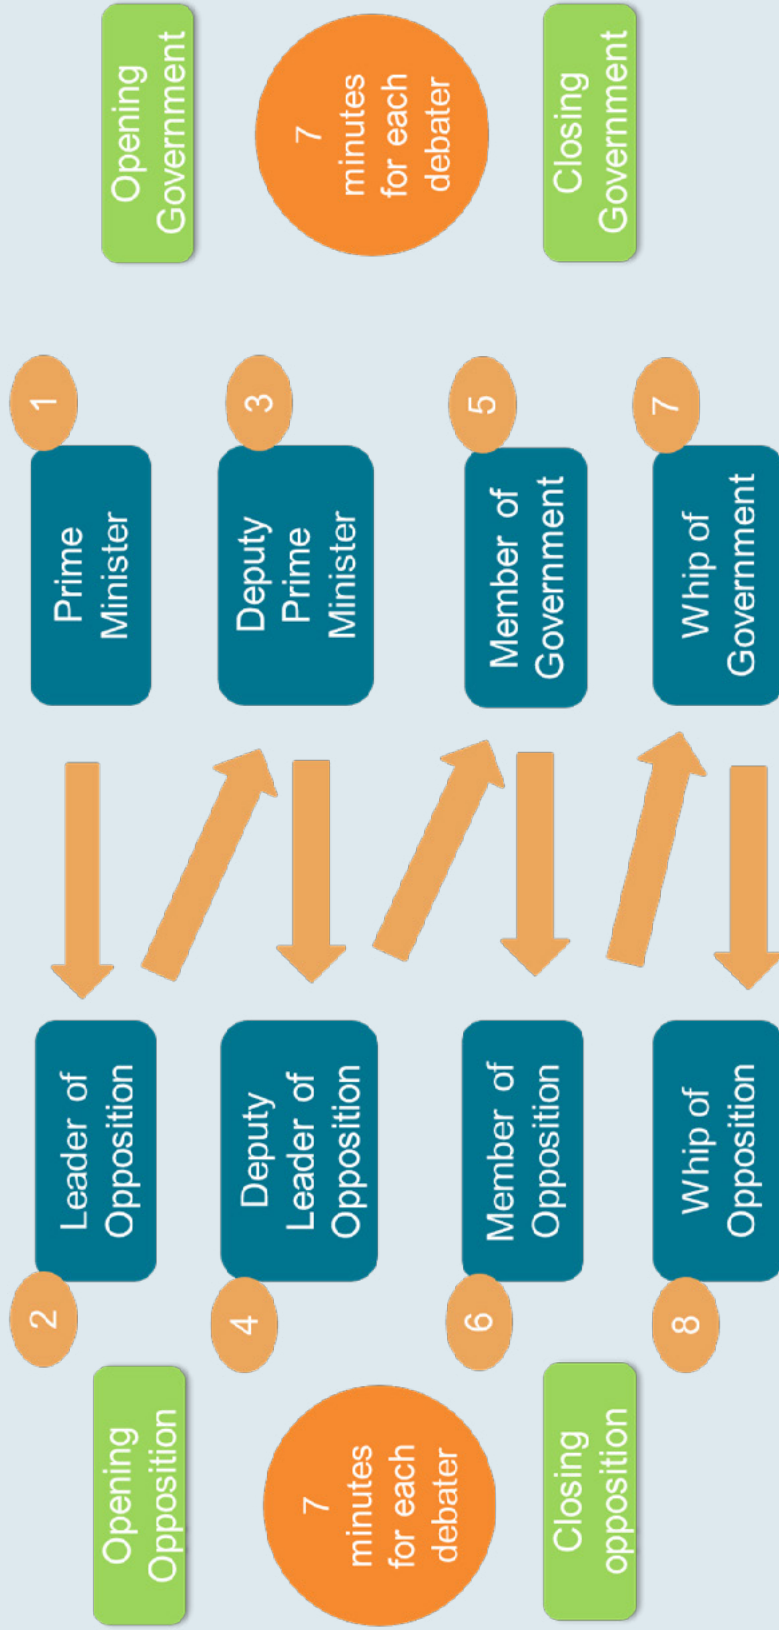 Opening
Opposition
2
Leader of
Opposition
Prime
Minister
1
Opening
Government
7
minutes
for each
debater
4
Deputy
Leader of
Opposition
Deputy
Prime
Minister
3
7
minutes
for each
debater
Closing
opposition
6
Member of
Opposition
Member of
Government
5
Closing
Government
8
Whip of
Opposition
Whip of
Government
7